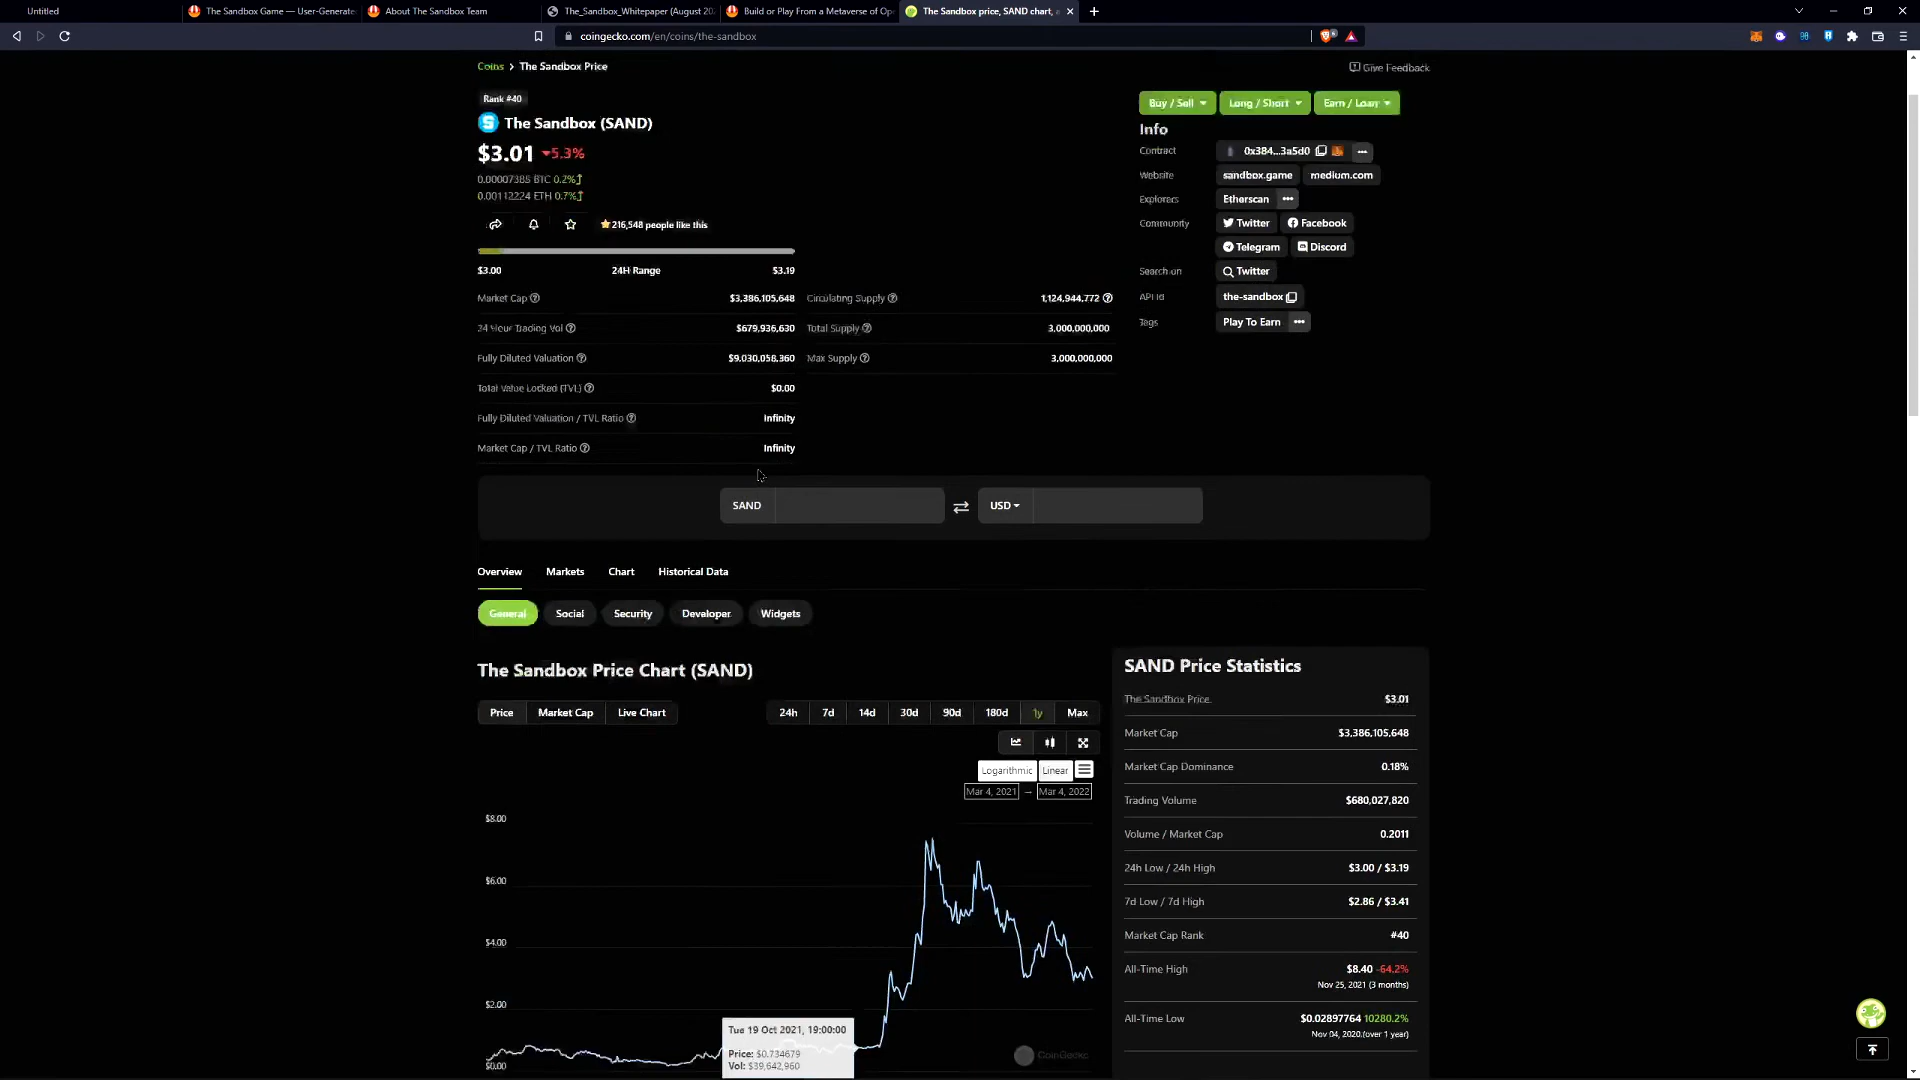 Untitled
The Sandbox Game — User-Generate
About The Sandbox Team
The_Sandbox_Whitepaper (August 202
Build or Play From a Metaverse of Op
The Sandbox price, SAND chart,
coingecko.com/en/coins/the-sandbox
Coins > The Sandbox Price
Give Feedback
Rank #40
The Sandbox (SAND)
$3.01 5.3%
0.00007385 BTC 0.2%
0.00112224 ETH 0.7%
216,548 people like this
$3.00 24H Range $3.19
Market Cap $3,386,105,648
24 Hour Trading Vol $679,936,630
Fully Diluted Valuation $9,030,058,360
Total Value Locked (TVL) $0.00
Fully Diluted Valuation / TVL Ratio Infinity
Market Cap / TVL Ratio Infinity
Circulating Supply 1,124,944,772
Total Supply 3,000,000,000
Max Supply 3,000,000,000
Buy / Sell Long / Short Earn / Loan
Info
Contract 0x384...3a5d0
Website sandbox.game medium.com
Explorers Etherscan
Community Twitter Facebook
Telegram Discord
Search on Twitter
API id the-sandbox
Tags Play To Earn
SAND USD
Overview Markets Chart Historical Data
General Social Security Developer Widgets
The Sandbox Price Chart (SAND)
Price Market Cap Live Chart
24h 7d 14d 30d 90d 180d 1y Max
Logarithmic Linear
Mar 4, 2021 → Mar 4, 2022
$8.00
$6.00
$4.00
$2.00
$0.00
Tue 19 Oct 2021, 19:00:00
Price: $0.734679
Vol: $39,642,960
CoinGecko
SAND Price Statistics
The Sandbox Price $3.01
Market Cap $3,386,105,648
Market Cap Dominance 0.18%
Trading Volume $680,027,820
Volume / Market Cap 0.2011
24h Low / 24h High $3.00 / $3.19
7d Low / 7d High $2.86 / $3.41
Market Cap Rank #40
All-Time High $8.40 -64.2%
Nov 25, 2021 (3 months)
All-Time Low $0.02897764 10280.2%
Nov 04, 2020 (over 1 year)